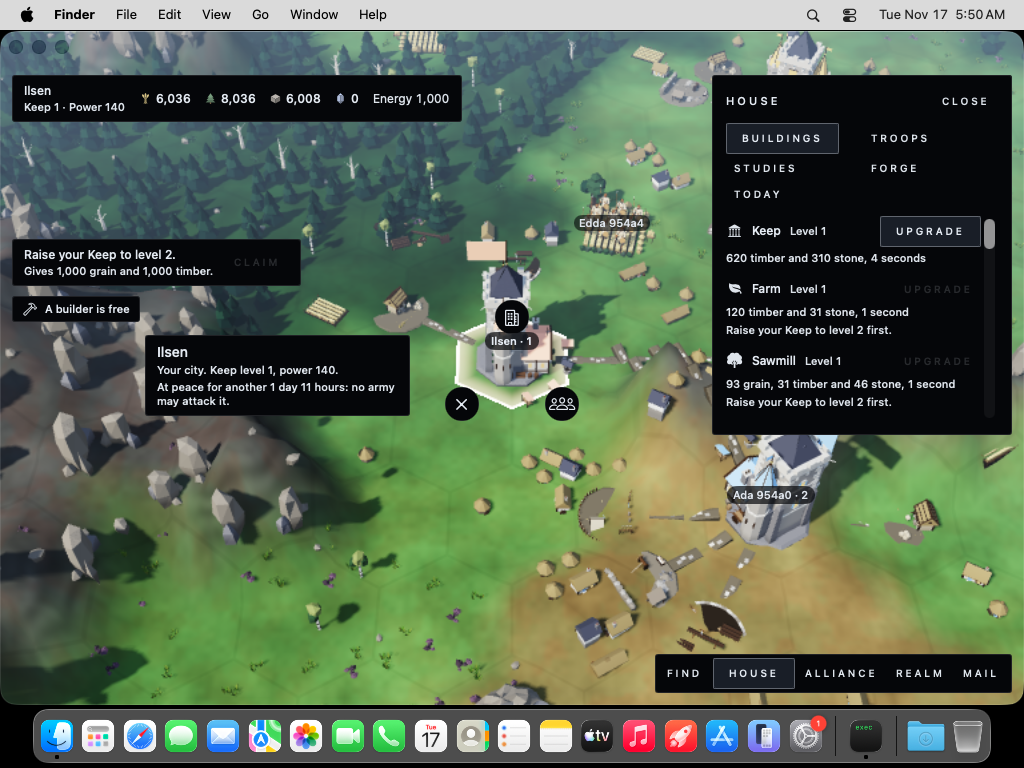 Finder File Edit View Go Window Help Tue Nov 17 5:50 AM
Ilsen
Keep 1 · Power 140
6,036 8,036 6,008 0 Energy 1,000
HOUSE CLOSE
BUILDINGS TROOPS
STUDIES FORGE
TODAY
Keep Level 1 UPGRADE
620 timber and 310 stone, 4 seconds
Farm Level 1 UPGRADE
120 timber and 31 stone, 1 second
Raise your Keep to level 2 first.
Sawmill Level 1 UPGRADE
93 grain, 31 timber and 46 stone, 1 second
Raise your Keep to level 2 first.
Edda 954a4
Raise your Keep to level 2.
Gives 1,000 grain and 1,000 timber.
CLAIM
A builder is free
Ilsen · 1
Ilsen
Your city. Keep level 1, power 140.
At peace for another 1 day 11 hours: no army
may attack it.
Ada 954a0 · 2
FIND HOUSE ALLIANCE REALM MAIL
Tue
17
tv
1
exec